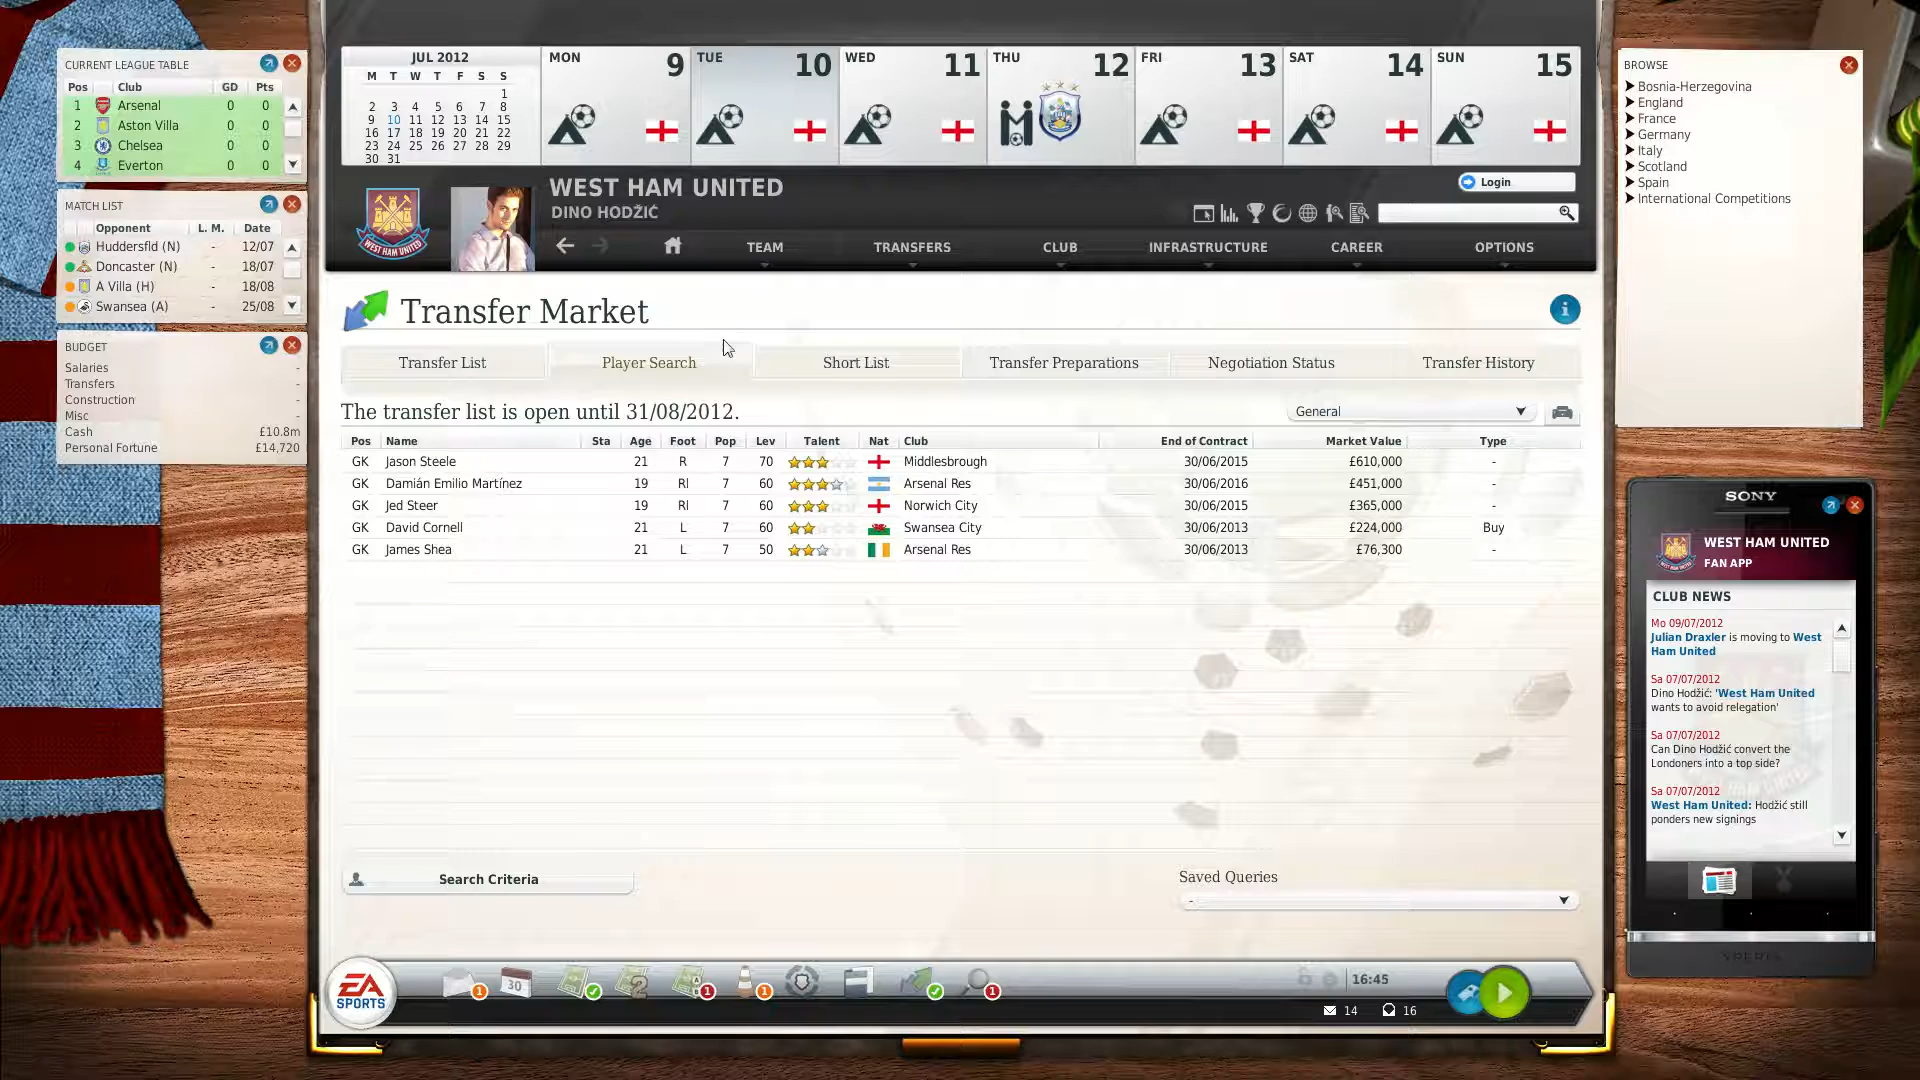 CURRENT LEAGUE TABLE
Pos Club GD Pts
1 Arsenal 0 0
2 Aston Villa 0 0
3 Chelsea 0 0
4 Everton 0 0
MATCH LIST
Opponent L. M. Date
Huddersfld (N) - 12/07
Doncaster (N) - 18/07
A Villa (H) - 18/08
Swansea (A) - 25/08
BUDGET
Salaries -
Transfers -
Construction -
Misc -
Cash £10.8m
Personal Fortune £14,720
JUL 2012
M T W T F S S
1
2 3 4 5 6 7 8
9 10 11 12 13 14 15
16 17 18 19 20 21 22
23 24 25 26 27 28 29
30 31
MON 9
TUE 10
WED 11
THU 12
FRI 13
SAT 14
SUN 15
WEST HAM UNITED
DINO HODŽIĆ
Login
TEAM TRANSFERS CLUB INFRASTRUCTURE CAREER OPTIONS
Transfer Market
Transfer List Player Search Short List Transfer Preparations Negotiation Status Transfer History
The transfer list is open until 31/08/2012.
General
Pos Name Sta Age Foot Pop Lev Talent Nat Club End of Contract Market Value Type
GK Jason Steele 21 R 7 70 Middlesbrough 30/06/2015 £610,000 -
GK Damián Emilio Martínez 19 Rl 7 60 Arsenal Res 30/06/2016 £451,000 -
GK Jed Steer 19 Rl 7 60 Norwich City 30/06/2015 £365,000 -
GK David Cornell 21 L 7 60 Swansea City 30/06/2013 £224,000 Buy
GK James Shea 21 L 7 50 Arsenal Res 30/06/2013 £76,300 -
Search Criteria
Saved Queries
-
EA
SPORTS
1
30
2
1
1
1
16:45
14 16
BROWSE
Bosnia-Herzegovina
England
France
Germany
Italy
Scotland
Spain
International Competitions
SONY
WEST HAM UNITED
FAN APP
CLUB NEWS
Mo 09/07/2012
Julian Draxler is moving to West
Ham United
Sa 07/07/2012
Dino Hodžić: 'West Ham United
wants to avoid relegation'
Sa 07/07/2012
Can Dino Hodžić convert the
Londoners into a top side?
Sa 07/07/2012
West Ham United: Hodžić still
ponders new signings
XPERIA